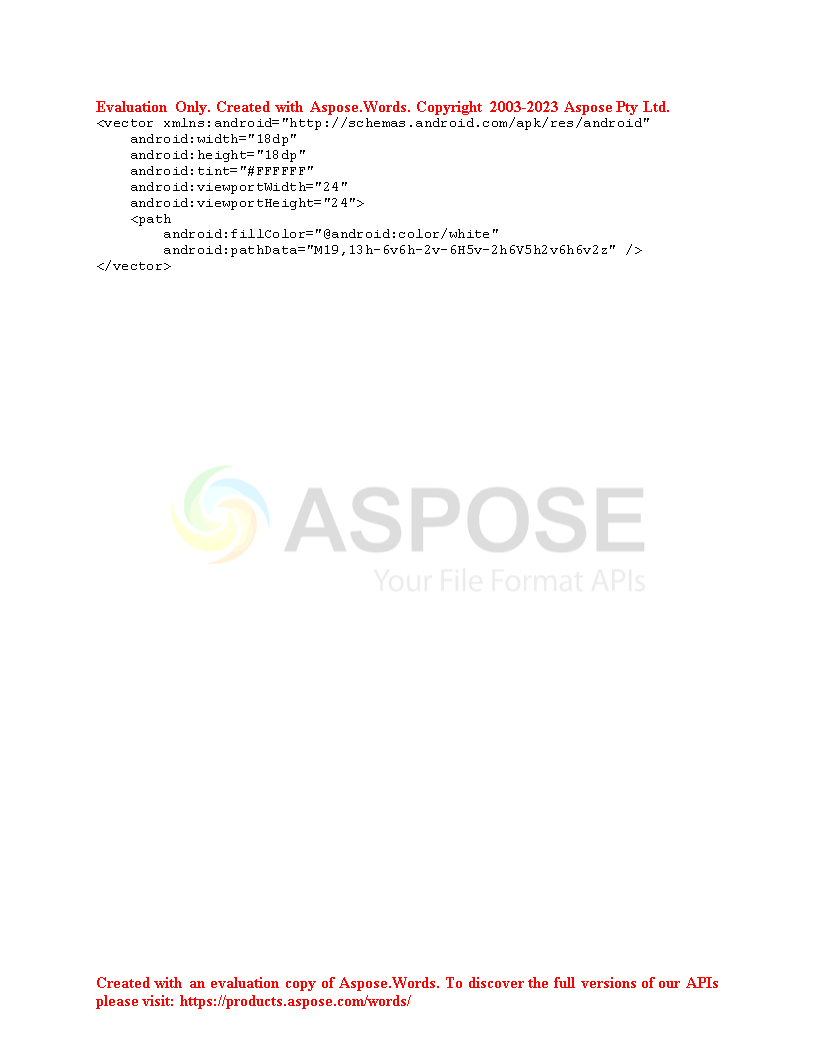 Evaluation Only. Created with Aspose.Words. Copyright 2003-2023 Aspose Pty Ltd.
<vector xmlns:android="http://schemas.android.com/apk/res/android"
    android:width="18dp"
    android:height="18dp"
    android:tint="#FFFFFF"
    android:viewportWidth="24"
    android:viewportHeight="24">
    <path
        android:fillColor="@android:color/white"
        android:pathData="M19,13h-6v6h-2v-6H5v-2h6V5h2v6h6v2z" />
</vector>
ASPOSE
Your File Format APIs
Created with an evaluation copy of Aspose.Words. To discover the full versions of our APIs
please visit: https://products.aspose.com/words/